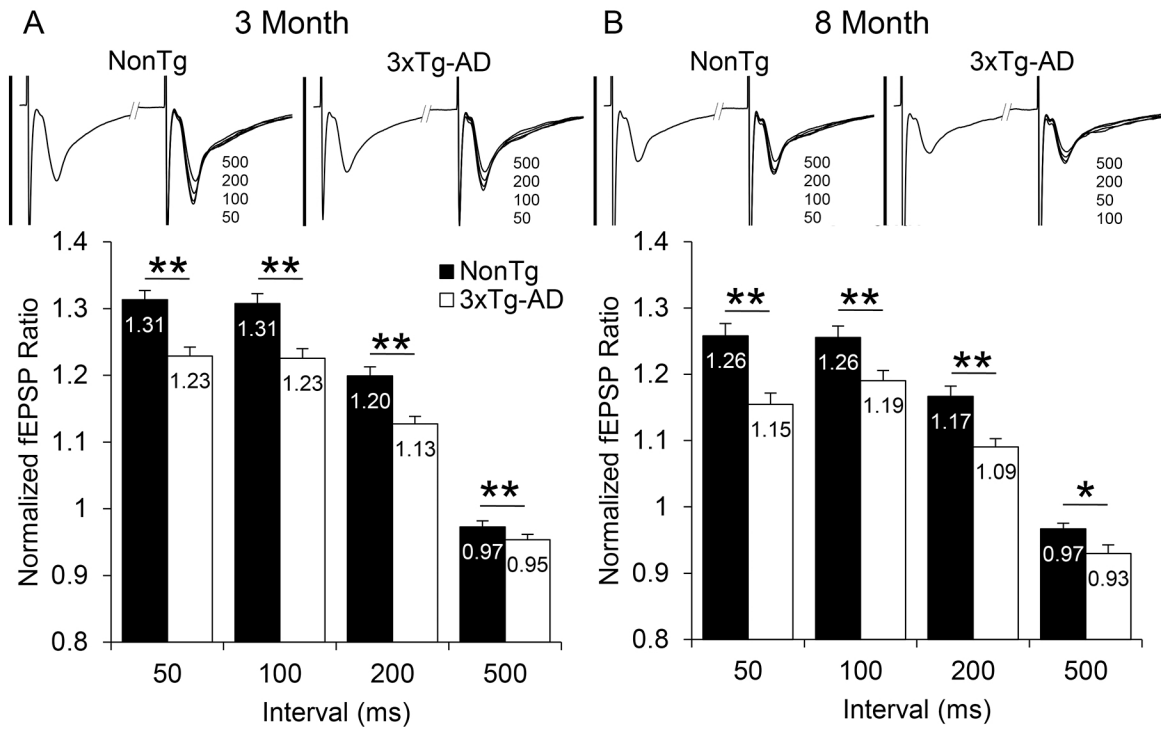 A 3 Month
NonTg 3xTg-AD
500 500
200 200
100 100
50 50
Normalized fEPSP Ratio
1.4
1.3
1.2
1.1
1
0.9
0.8
** ** ** **
NonTg
3xTg-AD
1.31 1.23 1.31 1.23 1.20 1.13 0.97 0.95
50 100 200 500
Interval (ms)
B 8 Month
NonTg 3xTg-AD
500 500
200 200
100 50
50 100
Normalized fEPSP Ratio
1.4
1.3
1.2
1.1
1
0.9
0.8
** ** ** *
1.26 1.15 1.26 1.19 1.17 1.09 0.97 0.93
50 100 200 500
Interval (ms)